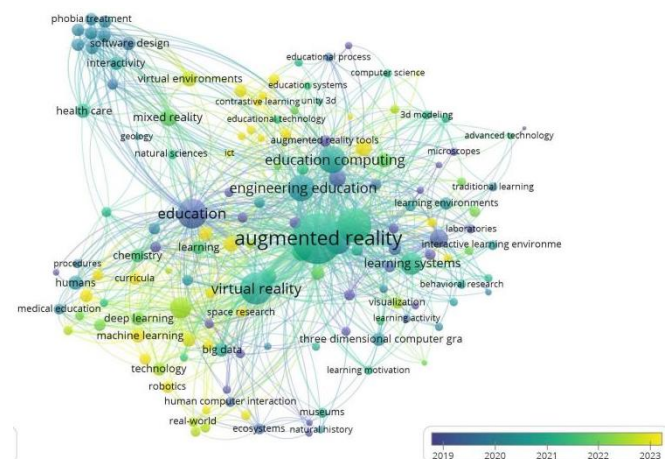 phobia treatment
software design
interactivity
virtual environments
educational process
computer science
education systems
contrastive learning
unity 3d
health care
mixed reality
educational technology
3d modeling
geology
ict
augmented reality tools
advanced technology
natural sciences
education computing
microscopes
engineering education
traditional learning
learning environments
education
augmented reality
laboratories
interactive learning environme
learning
chemistry
learning systems
procedures
humans
curricula
virtual reality
behavioral research
medical education
space research
visualization
deep learning
learning activity
machine learning
three dimensional computer gra
big data
technology
learning motivation
robotics
human computer interaction
museums
real-world
ecosystems
natural history
2019 2020 2021 2022 2023